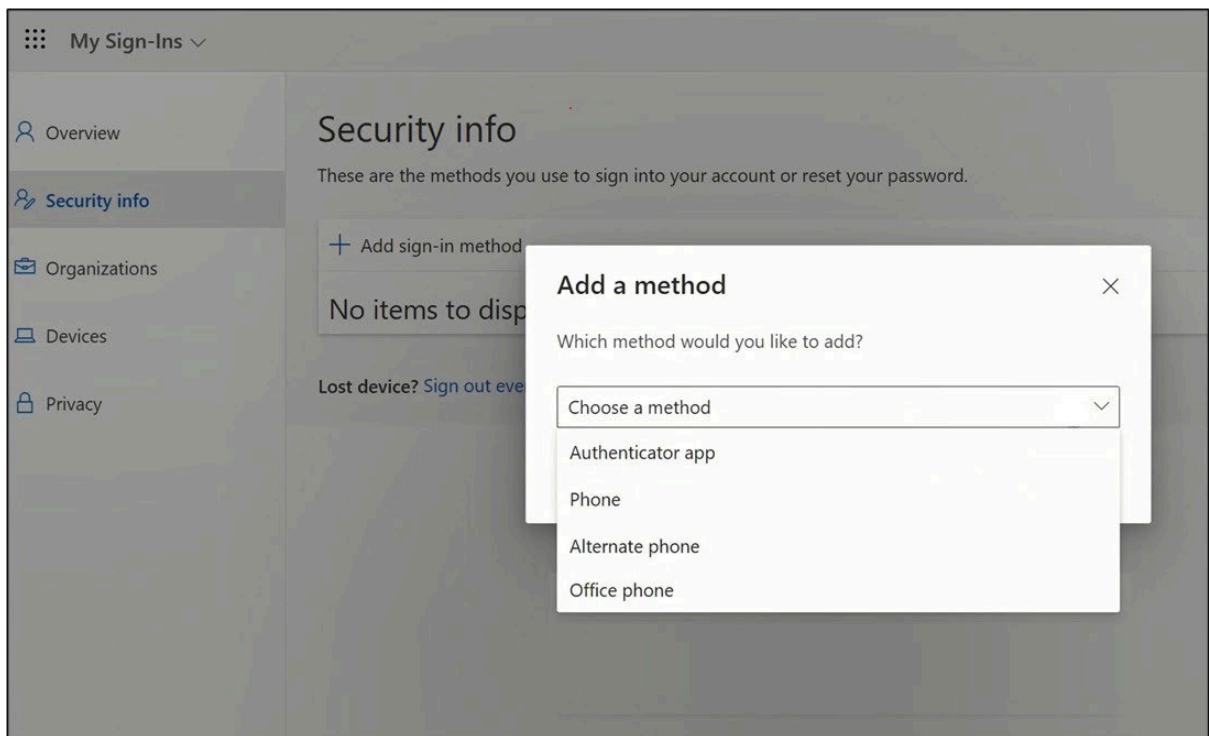 My Sign-Ins
Overview
Security info
Organizations
Devices
Privacy
Security info
These are the methods you use to sign into your account or reset your password.
Add sign-in method
No items to disp
Lost device? Sign out eve
Add a method
Which method would you like to add?
Choose a method
Authenticator app
Phone
Alternate phone
Office phone